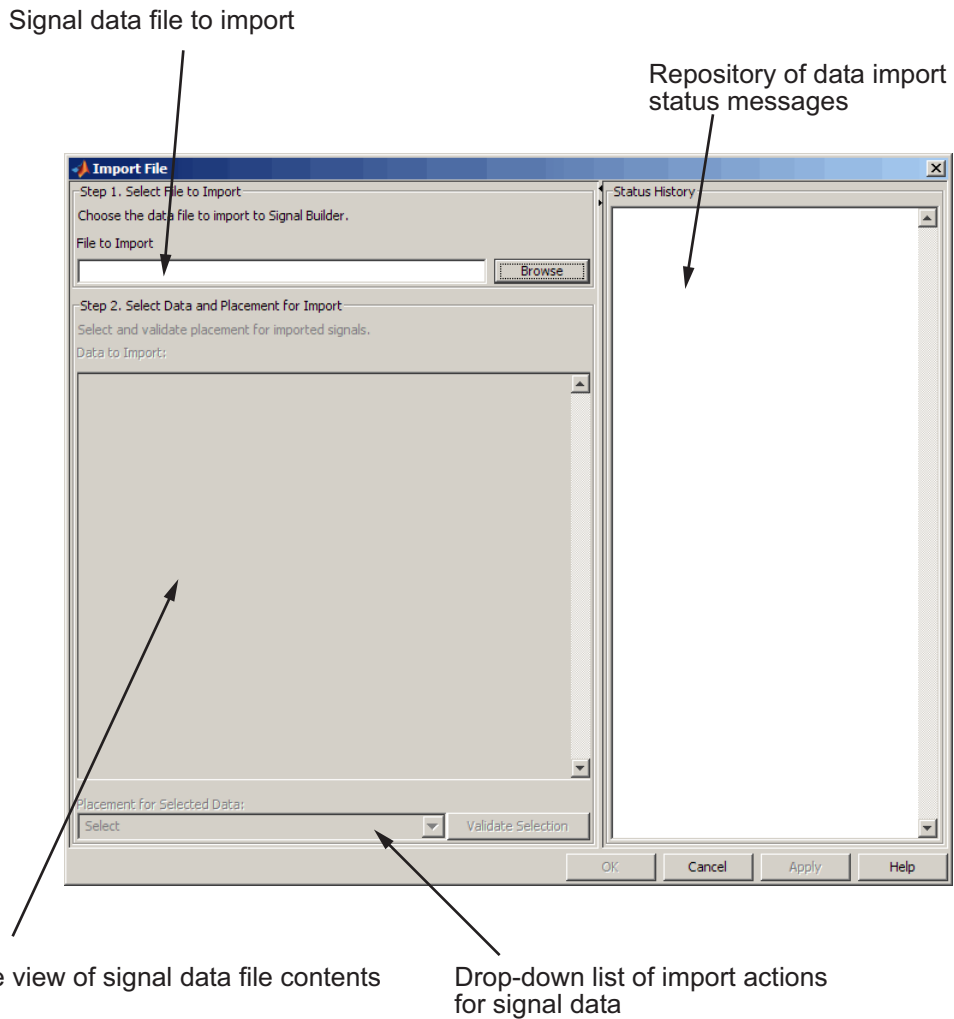 Signal data file to import
Repository of data import
status messages
Import File
Step 1. Select File to Import
Choose the data file to import to Signal Builder.
File to Import
Browse
Step 2. Select Data and Placement for Import
Select and validate placement for imported signals.
Data to Import:
Placement for Selected Data:
Select
Validate Selection
Status History
OK
Cancel
Apply
Help
view of signal data file contents
Drop-down list of import actions
for signal data